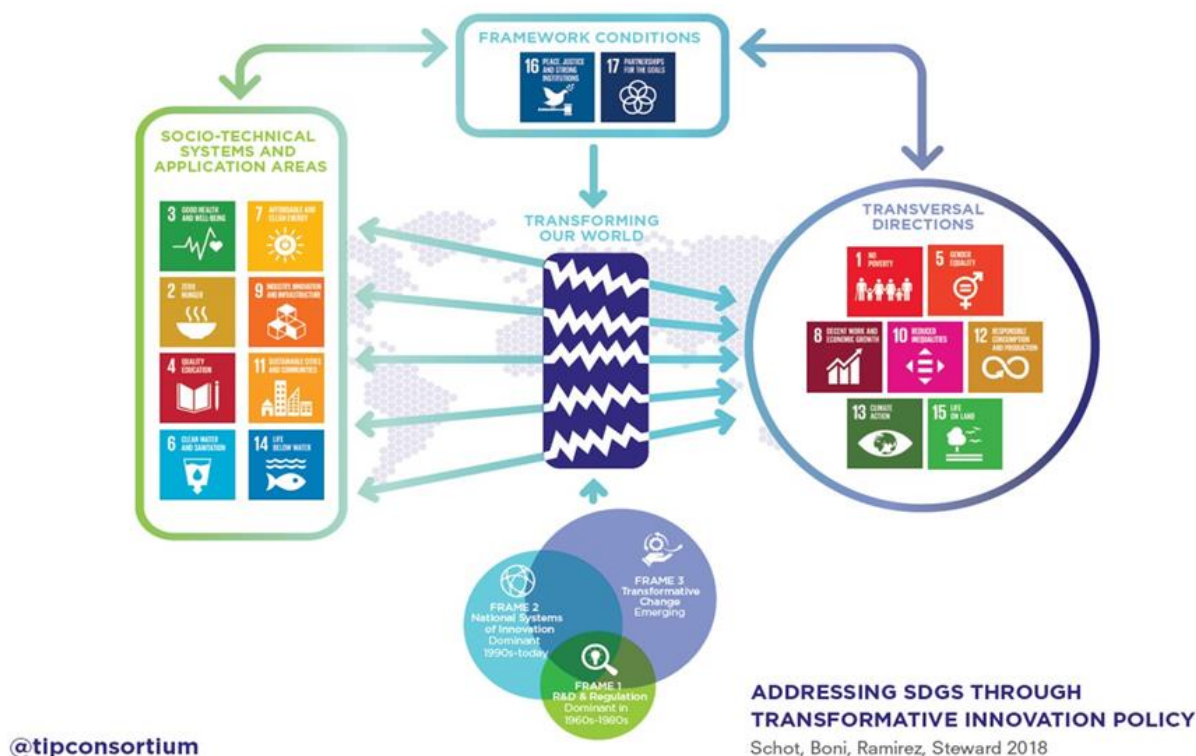 FRAMEWORK CONDITIONS
16 PLACE, JUSTICE
AND STRONG
INSTITUTIONS
17 PARTNERSHIPS
FOR THE GOALS
SOCIO-TECHNICAL
SYSTEMS AND
APPLICATION AREAS
3 GOOD HEALTH
AND WELL-BEING
7 AFFORDABLE AND
CLEAN ENERGY
2 ZERO
HUNGER
9 INDUSTRY, INNOVATION
AND INFRASTRUCTURE
4 QUALITY
EDUCATION
11 SUSTAINABLE CITIES
AND COMMUNITIES
6 CLEAN WATER
AND SANITATION
14 LIFE
BELOW WATER
TRANSFORMING
OUR WORLD
TRANSVERSAL
DIRECTIONS
1 NO
POVERTY
5 GENDER
EQUALITY
8 DECENT WORK AND
ECONOMIC GROWTH
10 REDUCED
INEQUALITIES
12 RESPONSIBLE
CONSUMPTION
AND PRODUCTION
13 CLIMATE
ACTION
15 LIFE
ON LAND
FRAME 3
Transformative
Change
Emerging
FRAME 2
National Systems
of Innovation
Dominant
1990s-today
FRAME 1
R&D & Regulation
Dominant in
1960s-1980s
ADDRESSING SDGS THROUGH
TRANSFORMATIVE INNOVATION POLICY
Schot, Boni, Ramirez, Steward 2018
@tipconsortium